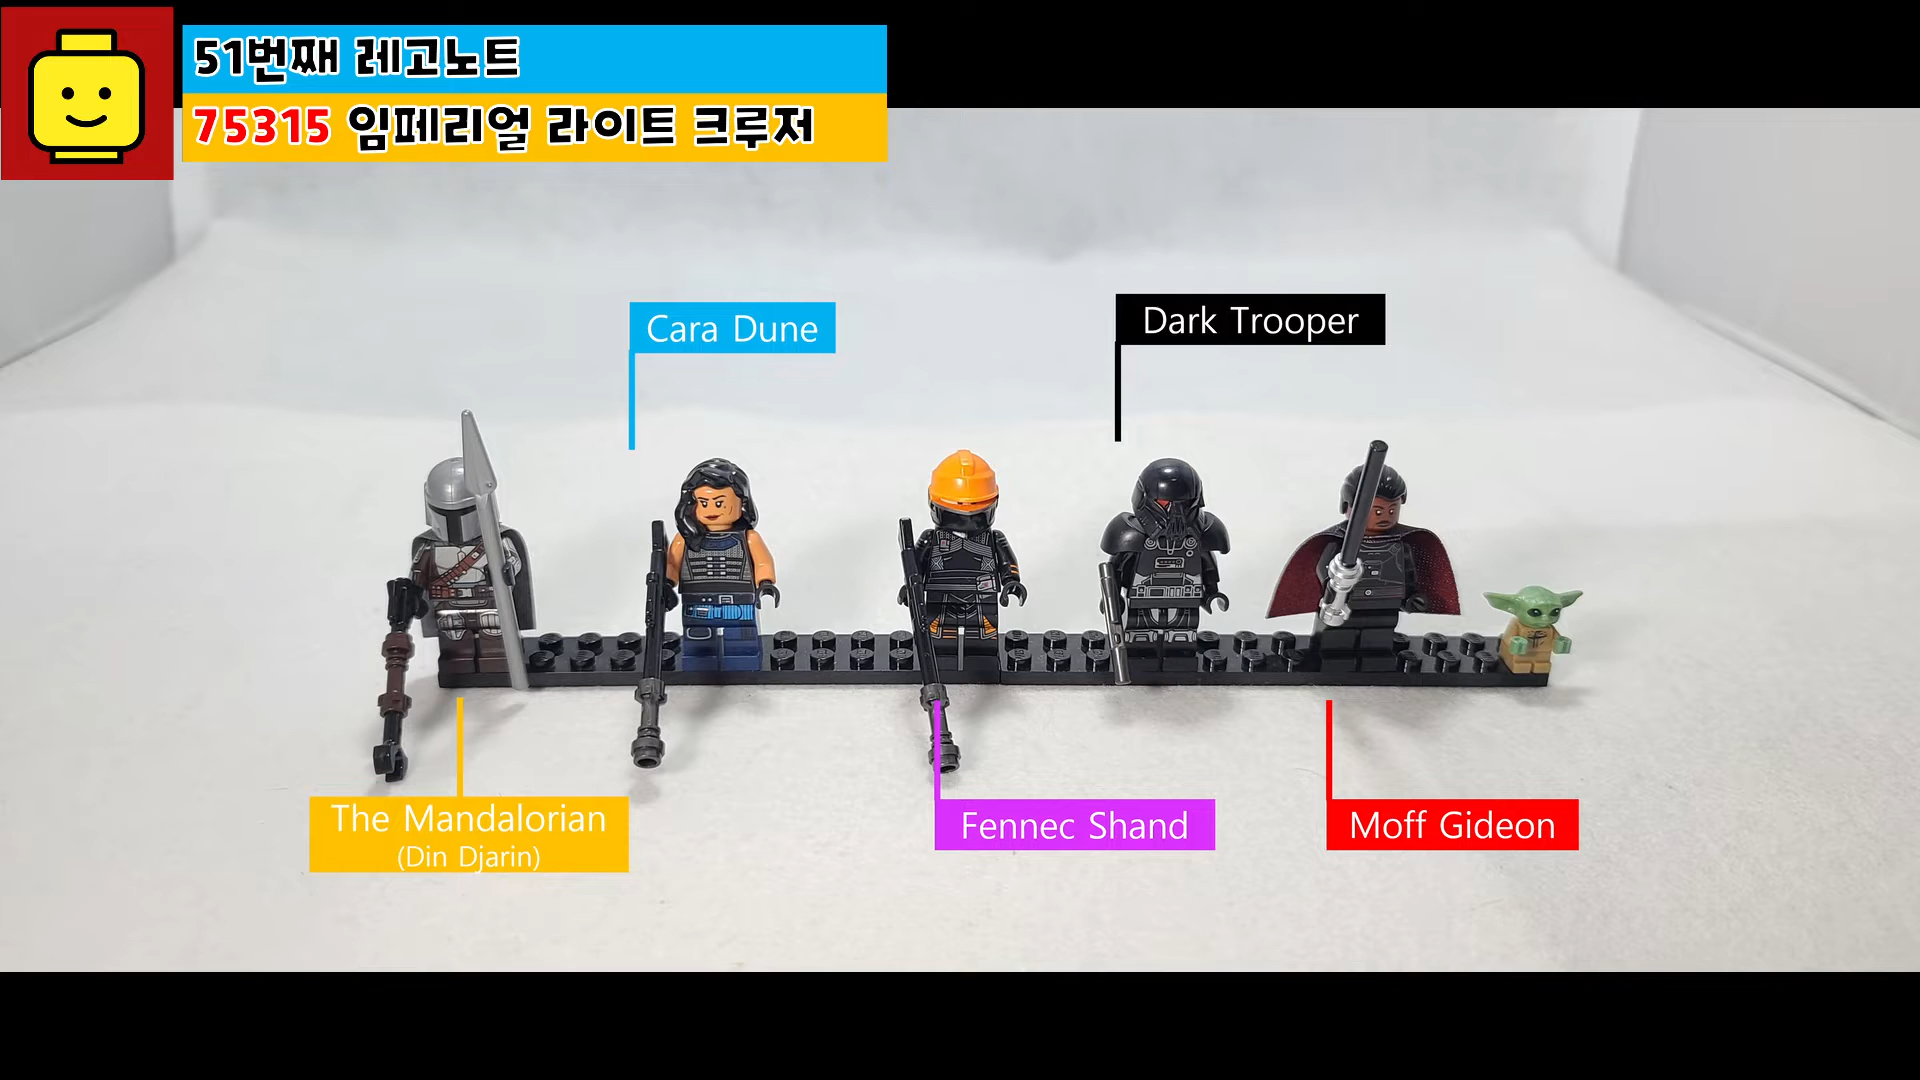 51번째 레고노트
75315 임페리얼 라이트 크루저
Cara Dune
Dark Trooper
The Mandalorian
(Din Djarin)
Fennec Shand
Moff Gideon